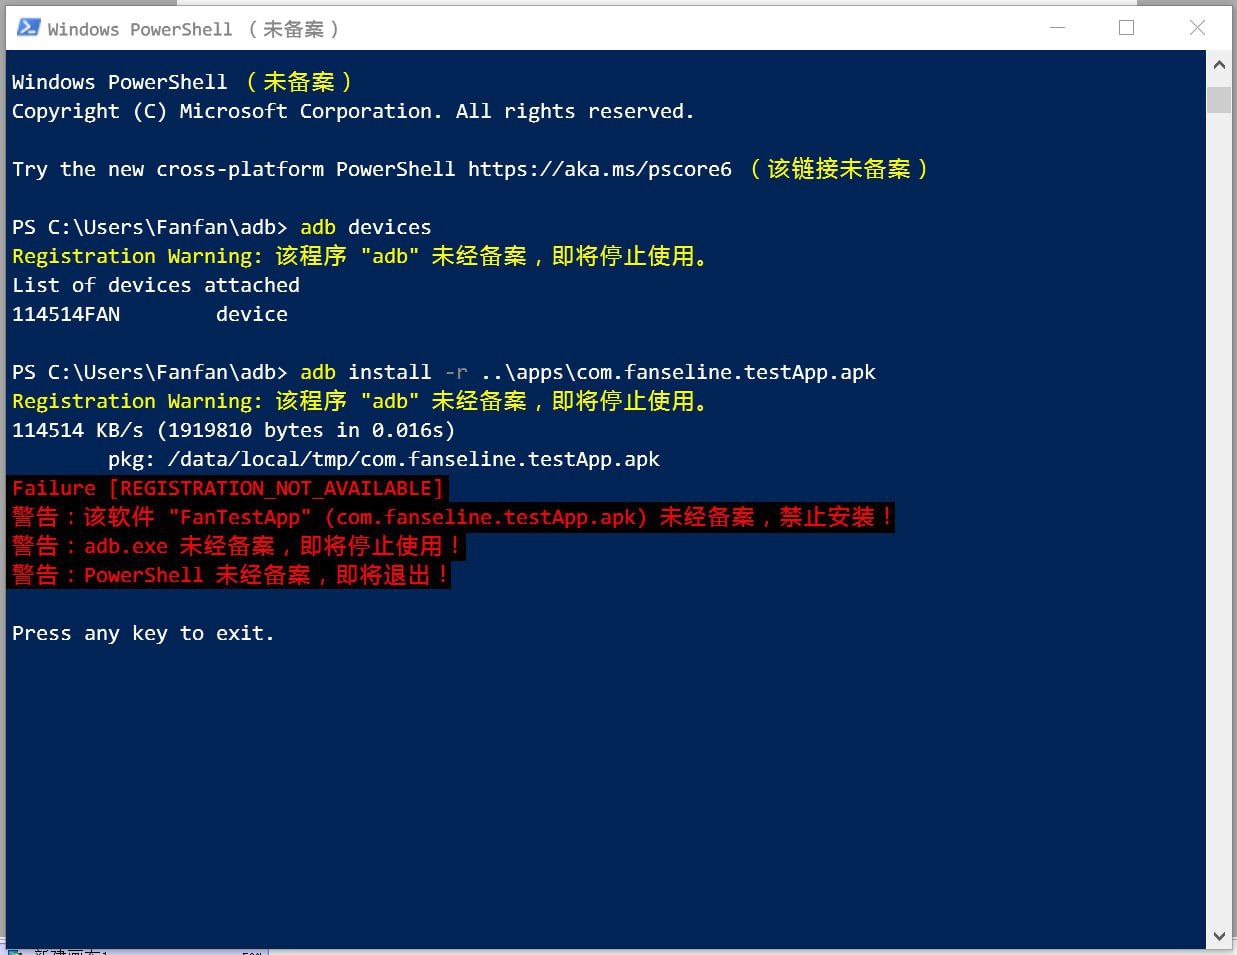 Windows PowerShell （未备案）
Windows PowerShell （未备案）
Copyright (C) Microsoft Corporation. All rights reserved.
Try the new cross-platform PowerShell https://aka.ms/pscore6 （该链接未备案）
PS C:\Users\Fanfan\adb> adb devices
Registration Warning: 该程序 "adb" 未经备案，即将停止使用。
List of devices attached
114514FAN        device
PS C:\Users\Fanfan\adb> adb install -r ..\apps\com.fanseline.testApp.apk
Registration Warning: 该程序 "adb" 未经备案，即将停止使用。
114514 KB/s (1919810 bytes in 0.016s)
        pkg: /data/local/tmp/com.fanseline.testApp.apk
Failure [REGISTRATION_NOT_AVAILABLE]
警告：该软件 "FanTestApp" (com.fanseline.testApp.apk) 未经备案，禁止安装！
警告：adb.exe 未经备案，即将停止使用！
警告：PowerShell 未经备案，即将退出！
Press any key to exit.